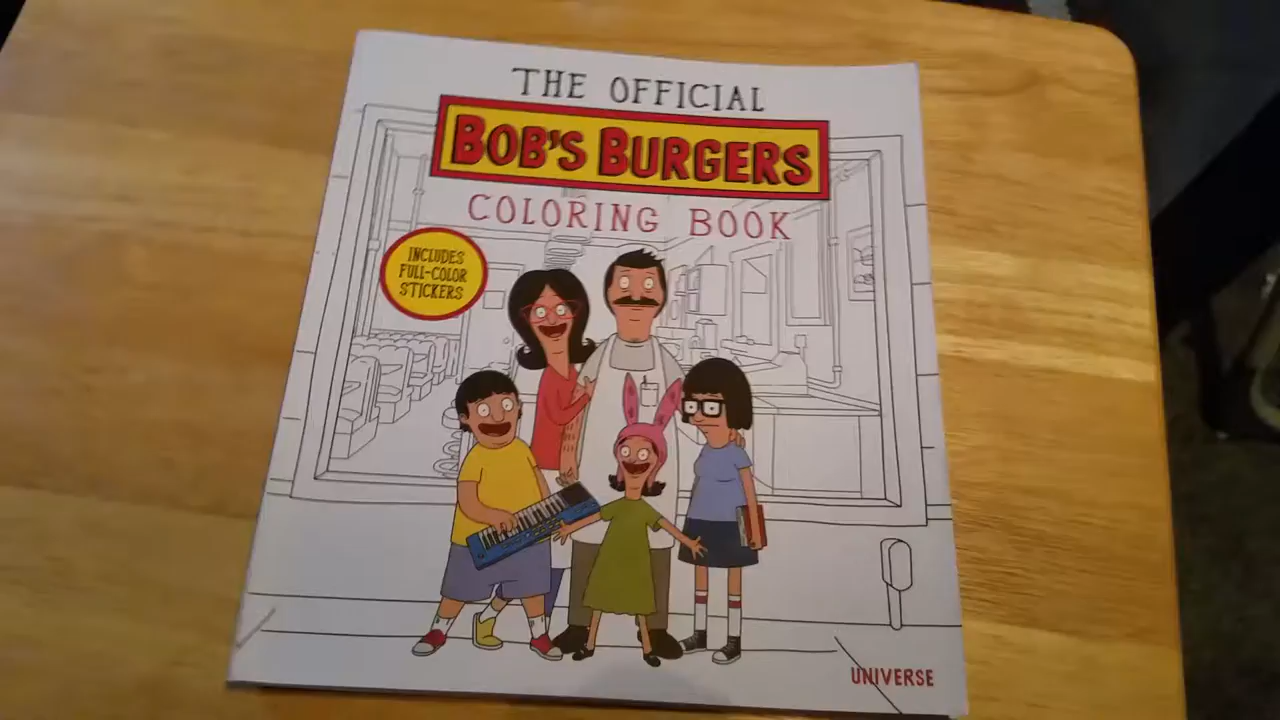 THE OFFICIAL
BOB'S BURGERS
COLORING BOOK
INCLUDES
FULL-COLOR
STICKERS
UNIVERSE